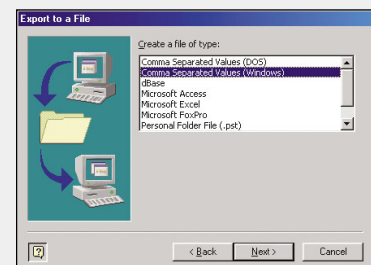 Export to a File
Create a file of type:
Comma Separated Values (DOS)
Comma Separated Values (Windows)
dBase
Microsoft Access
Microsoft Excel
Microsoft FoxPro
Personal Folder File (.pst)
?
< Back
Next >
Cancel